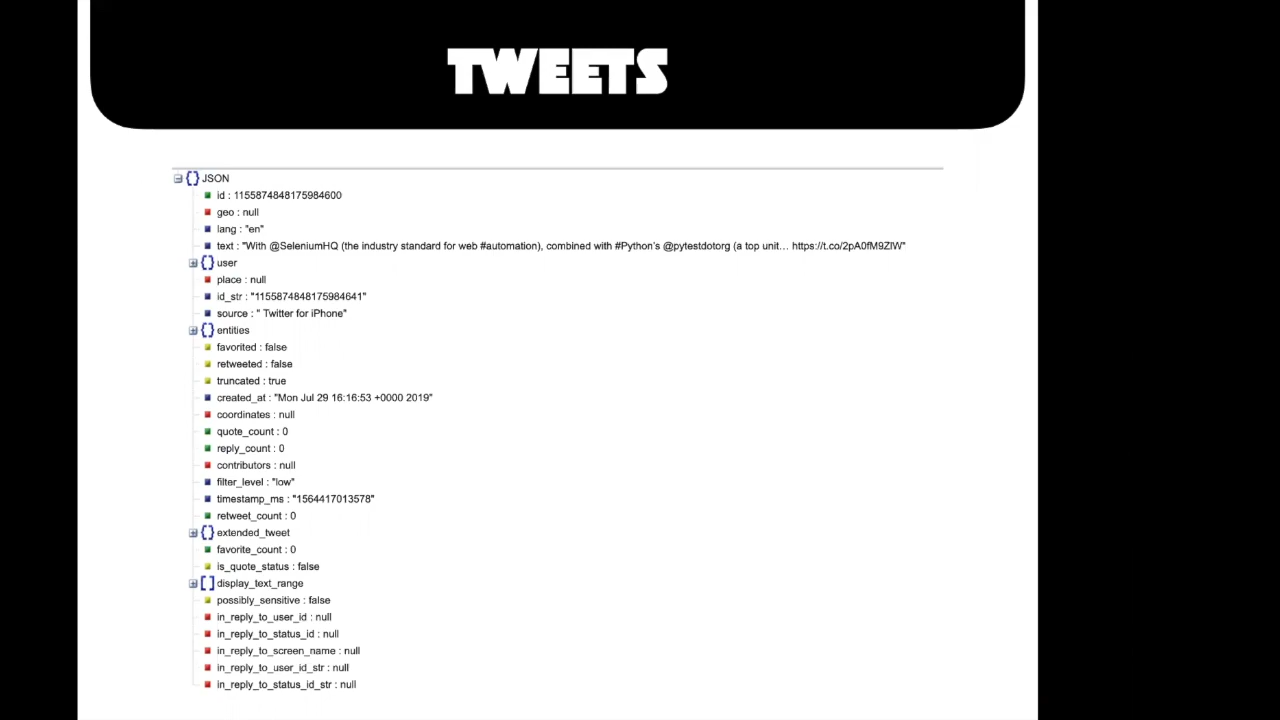 TWEETS
JSON
id : 1155874848175984600
geo : null
lang : "en"
text : "With @SeleniumHQ (the industry standard for web #automation), combined with #Python's @pytestdotorg (a top unit… https://t.co/2pA0fM9ZIW"
user
place : null
id_str : "1155874848175984641"
source : " Twitter for iPhone"
entities
favorited : false
retweeted : false
truncated : true
created_at : "Mon Jul 29 16:16:53 +0000 2019"
coordinates : null
quote_count : 0
reply_count : 0
contributors : null
filter_level : "low"
timestamp_ms : "1564417013578"
retweet_count : 0
extended_tweet
favorite_count : 0
is_quote_status : false
display_text_range
possibly_sensitive : false
in_reply_to_user_id : null
in_reply_to_status_id : null
in_reply_to_screen_name : null
in_reply_to_user_id_str : null
in_reply_to_status_id_str : null